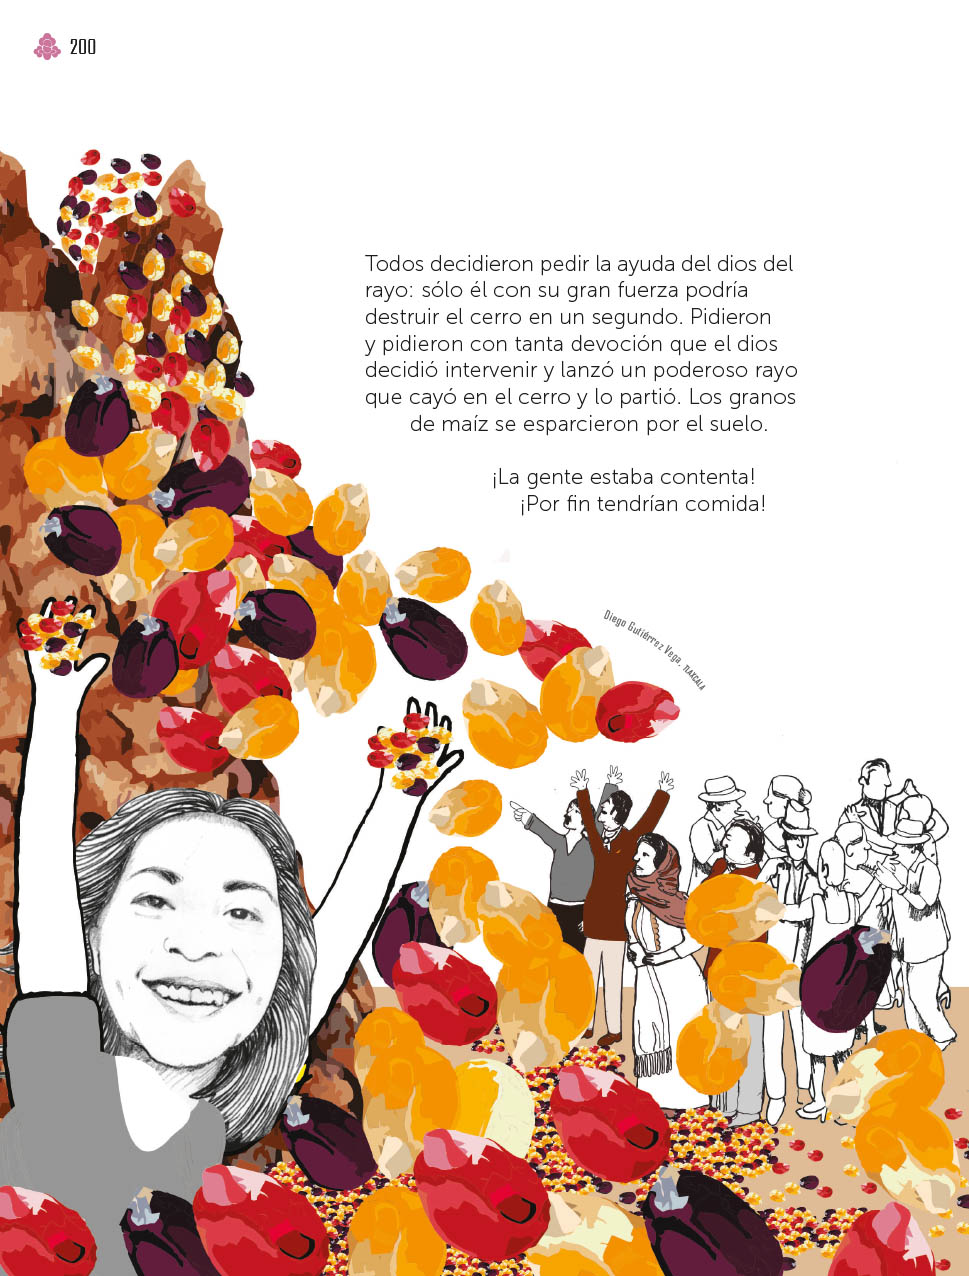 200
Todos decidieron pedir la ayuda del dios del
rayo: sólo él con su gran fuerza podría
destruir el cerro en un segundo. Pidieron
y pidieron con tanta devoción que el dios
decidió intervenir y lanzó un poderoso rayo
que cayó en el cerro y lo partió. Los granos
de maíz se esparcieron por el suelo.
¡La gente estaba contenta!
¡Por fin tendrían comida!
Diego Gutiérrez Vega, TLAXCALA